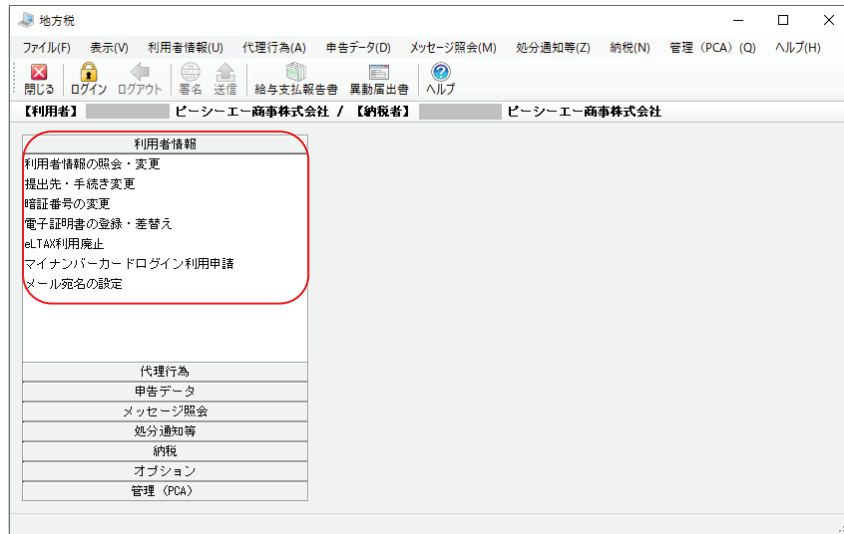 地方税
ファイル(F) 表示(V) 利用者情報(U) 代理行為(A) 申告データ(D) メッセージ照会(M) 処分通知等(Z) 納税(N) 管理（PCA）(Q) ヘルプ(H)
閉じる ログイン ログアウト 署名 送信 給与支払報告書 異動届出書 ヘルプ
【利用者】 ピーシーエー商事株式会社 / 【納税者】 ピーシーエー商事株式会社
利用者情報
利用者情報の照会・変更
提出先・手続き変更
暗証番号の変更
電子証明書の登録・差替え
eLTAX利用廃止
マイナンバーカードログイン利用申請
メール宛名の設定
代理行為
申告データ
メッセージ照会
処分通知等
納税
オプション
管理（PCA）